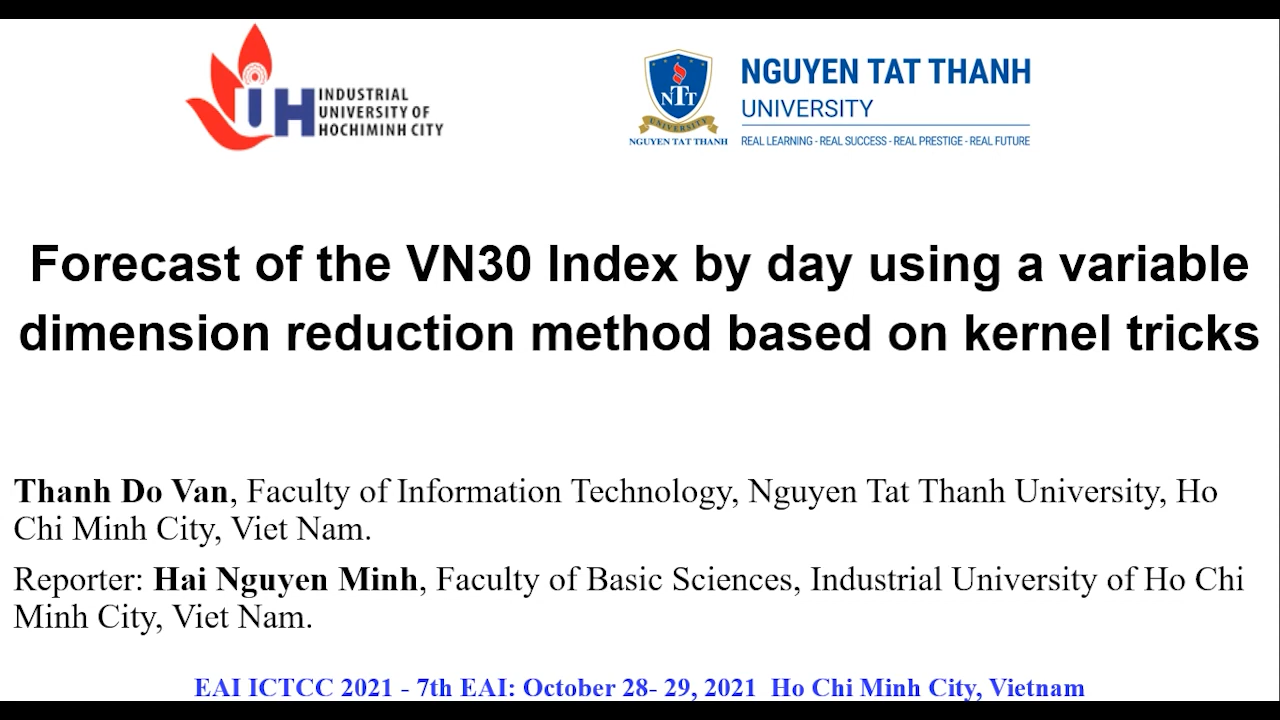 IUH INDUSTRIAL
UNIVERSITY OF
HOCHIMINH CITY
NTT
UNIVERSITY
NGUYEN TAT THANH
NGUYEN TAT THANH
UNIVERSITY
REAL LEARNING - REAL SUCCESS - REAL PRESTIGE - REAL FUTURE
Forecast of the VN30 Index by day using a variable
dimension reduction method based on kernel tricks
Thanh Do Van, Faculty of Information Technology, Nguyen Tat Thanh University, Ho
Chi Minh City, Viet Nam.
Reporter: Hai Nguyen Minh, Faculty of Basic Sciences, Industrial University of Ho Chi
Minh City, Viet Nam.
EAI ICTCC 2021 - 7th EAI: October 28- 29, 2021 Ho Chi Minh City, Vietnam